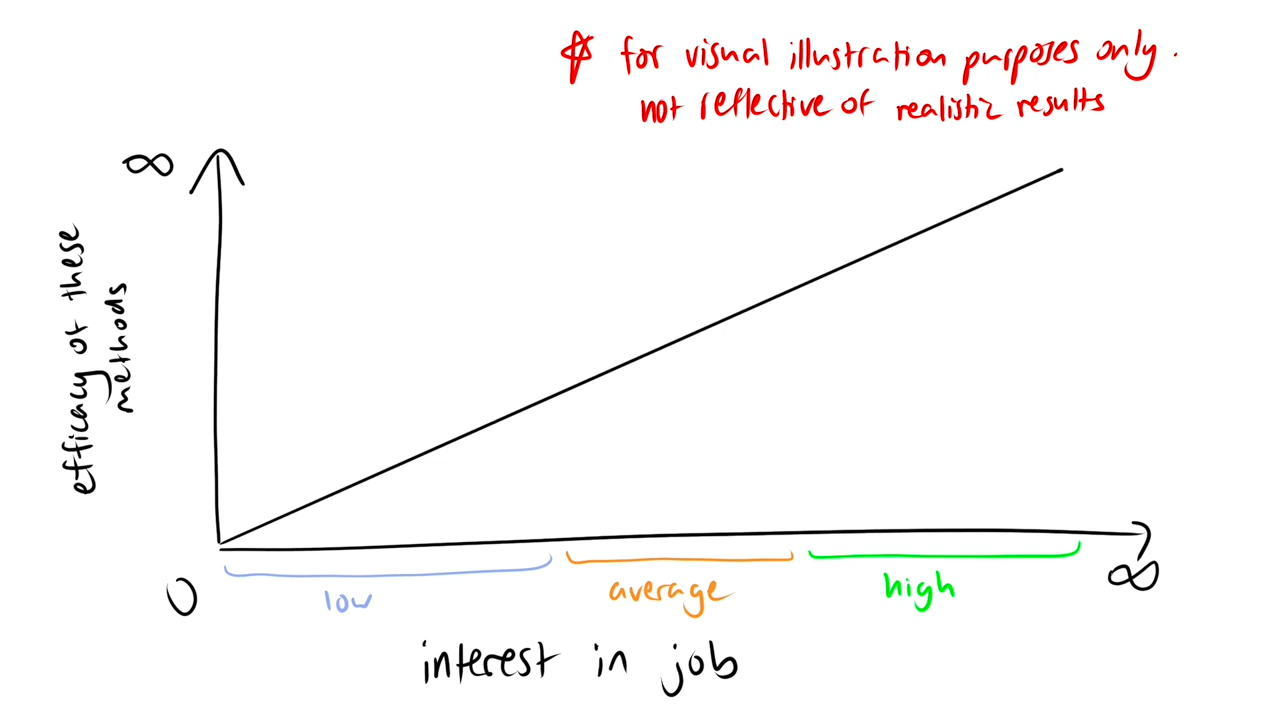 * for visual illustration purposes only.
not reflective of realistic results
∞
efficacy of these
methods
0
low
average
high
∞
interest in job